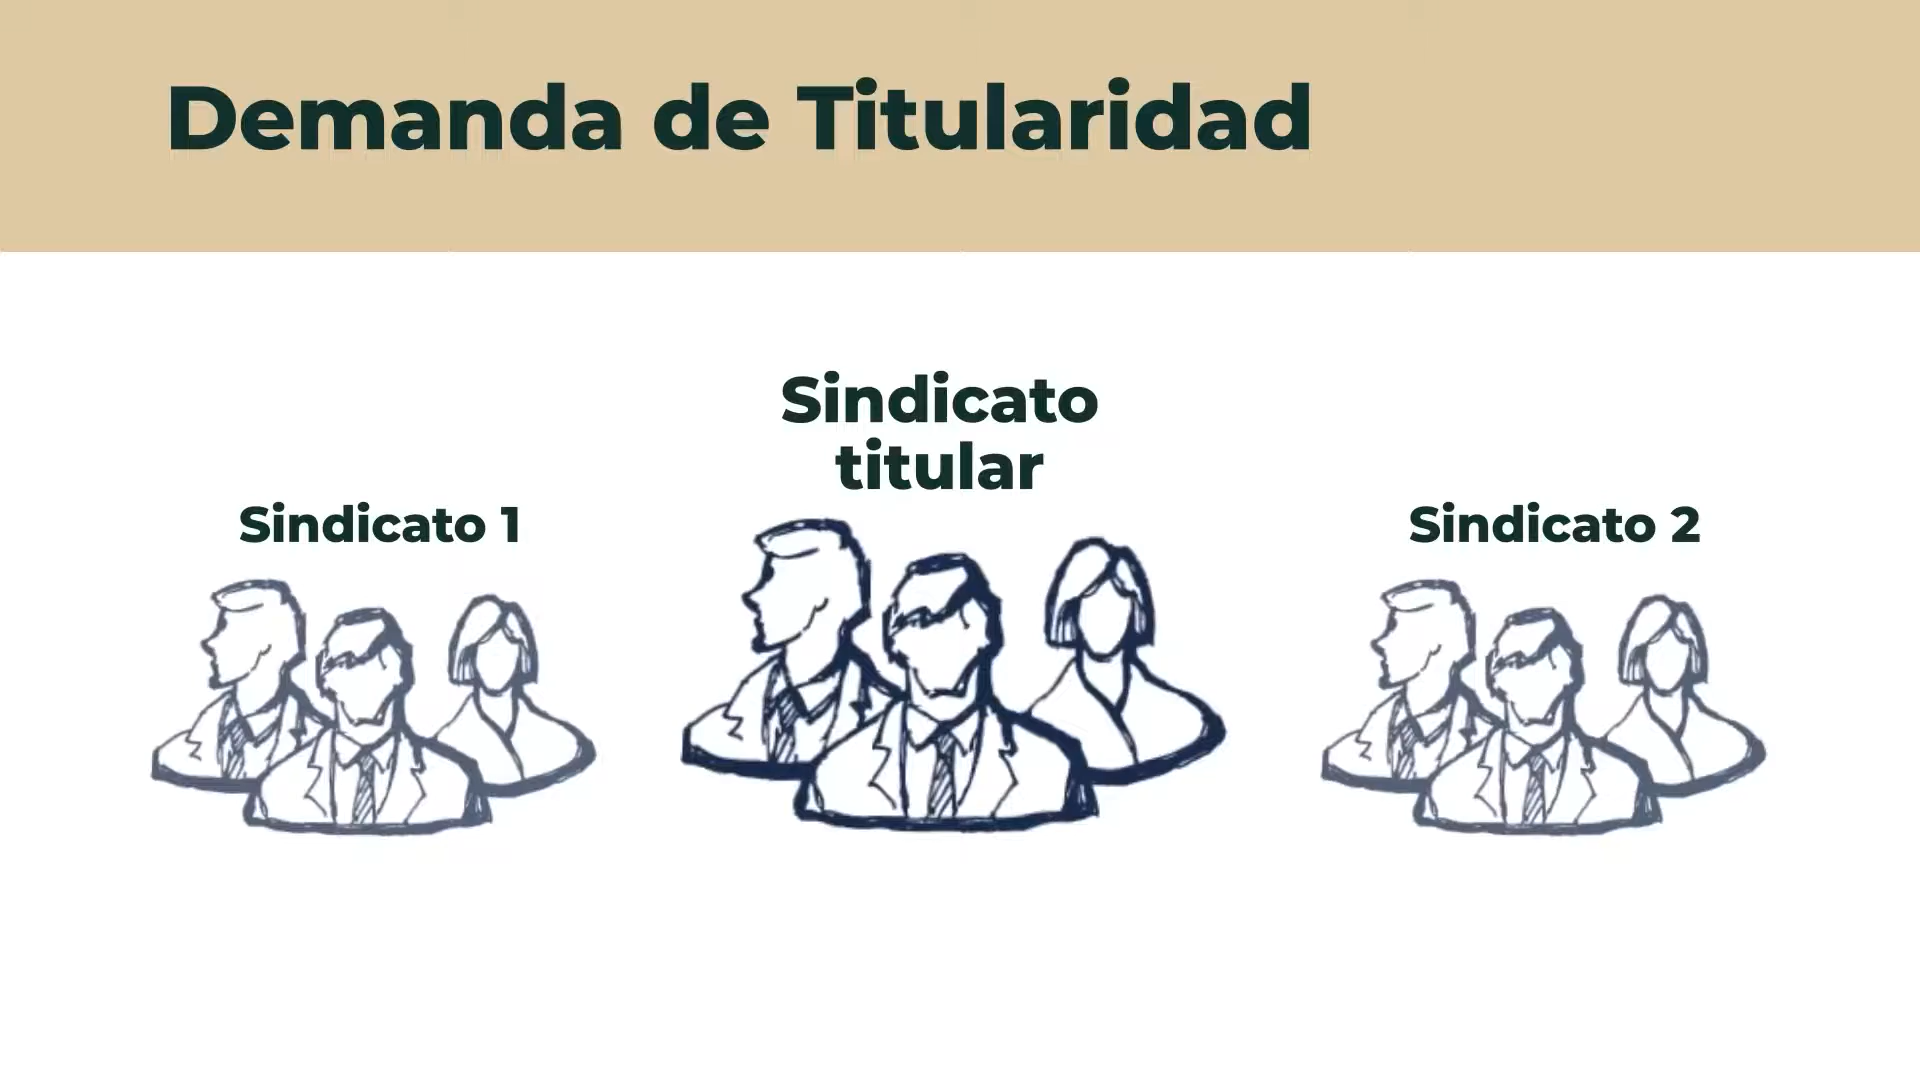 Demanda de Titularidad
Sindicato
titular
Sindicato 1
Sindicato 2